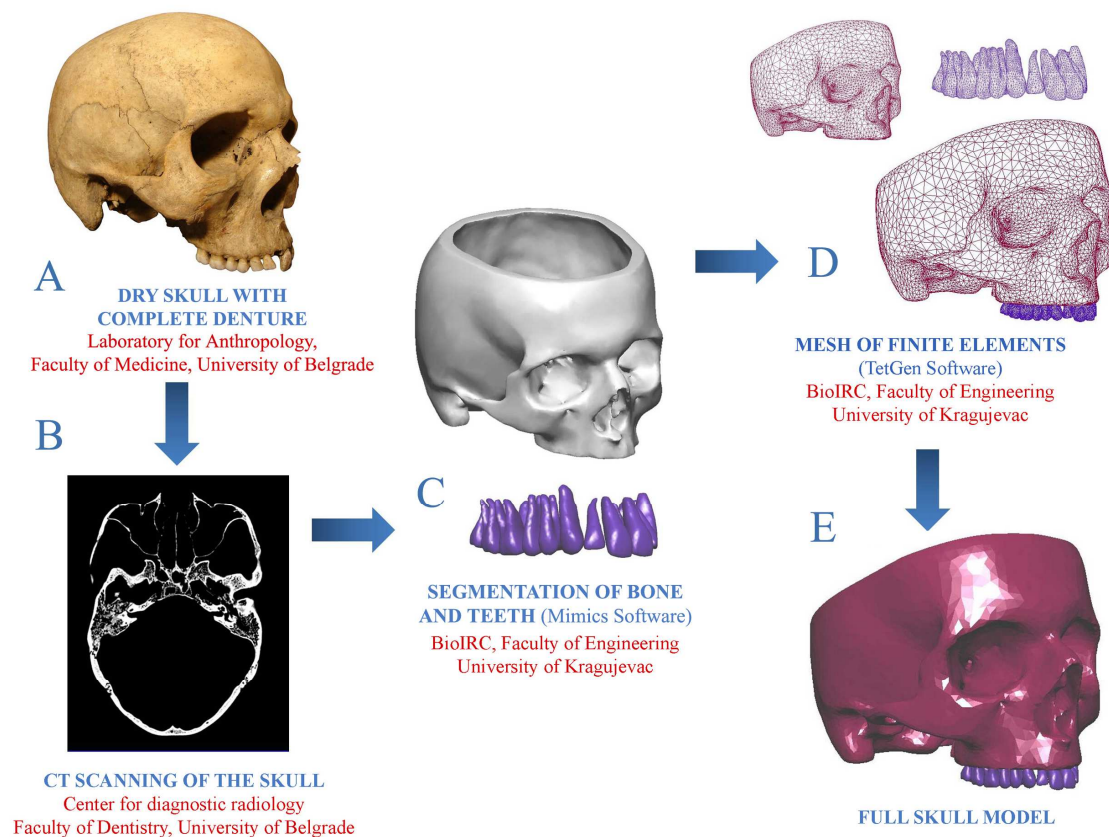 A
DRY SKULL WITH
COMPLETE DENTURE
Laboratory for Anthropology,
Faculty of Medicine, University of Belgrade
B
CT SCANNING OF THE SKULL
Center for diagnostic radiology
Faculty of Dentistry, University of Belgrade
C
SEGMENTATION OF BONE
AND TEETH (Mimics Software)
BioIRC, Faculty of Engineering
University of Kragujevac
D
MESH OF FINITE ELEMENTS
(TetGen Software)
BioIRC, Faculty of Engineering
University of Kragujevac
E
FULL SKULL MODEL